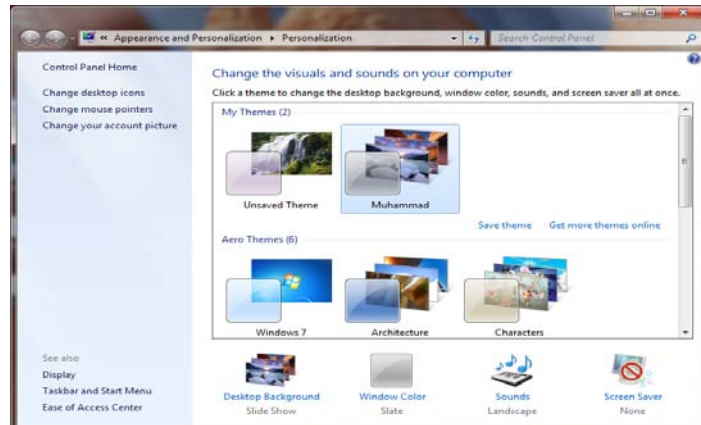 « Appearance and Personalization ▸ Personalization
Search Control Panel
Control Panel Home
Change desktop icons
Change mouse pointers
Change your account picture
See also
Display
Taskbar and Start Menu
Ease of Access Center
Change the visuals and sounds on your computer
Click a theme to change the desktop background, window color, sounds, and screen saver all at once.
My Themes (2)
Unsaved Theme Muhammad
Save theme Get more themes online
Aero Themes (6)
Windows 7 Architecture Characters
Desktop Background Window Color Sounds Screen Saver
Slide Show Slate Landscape None